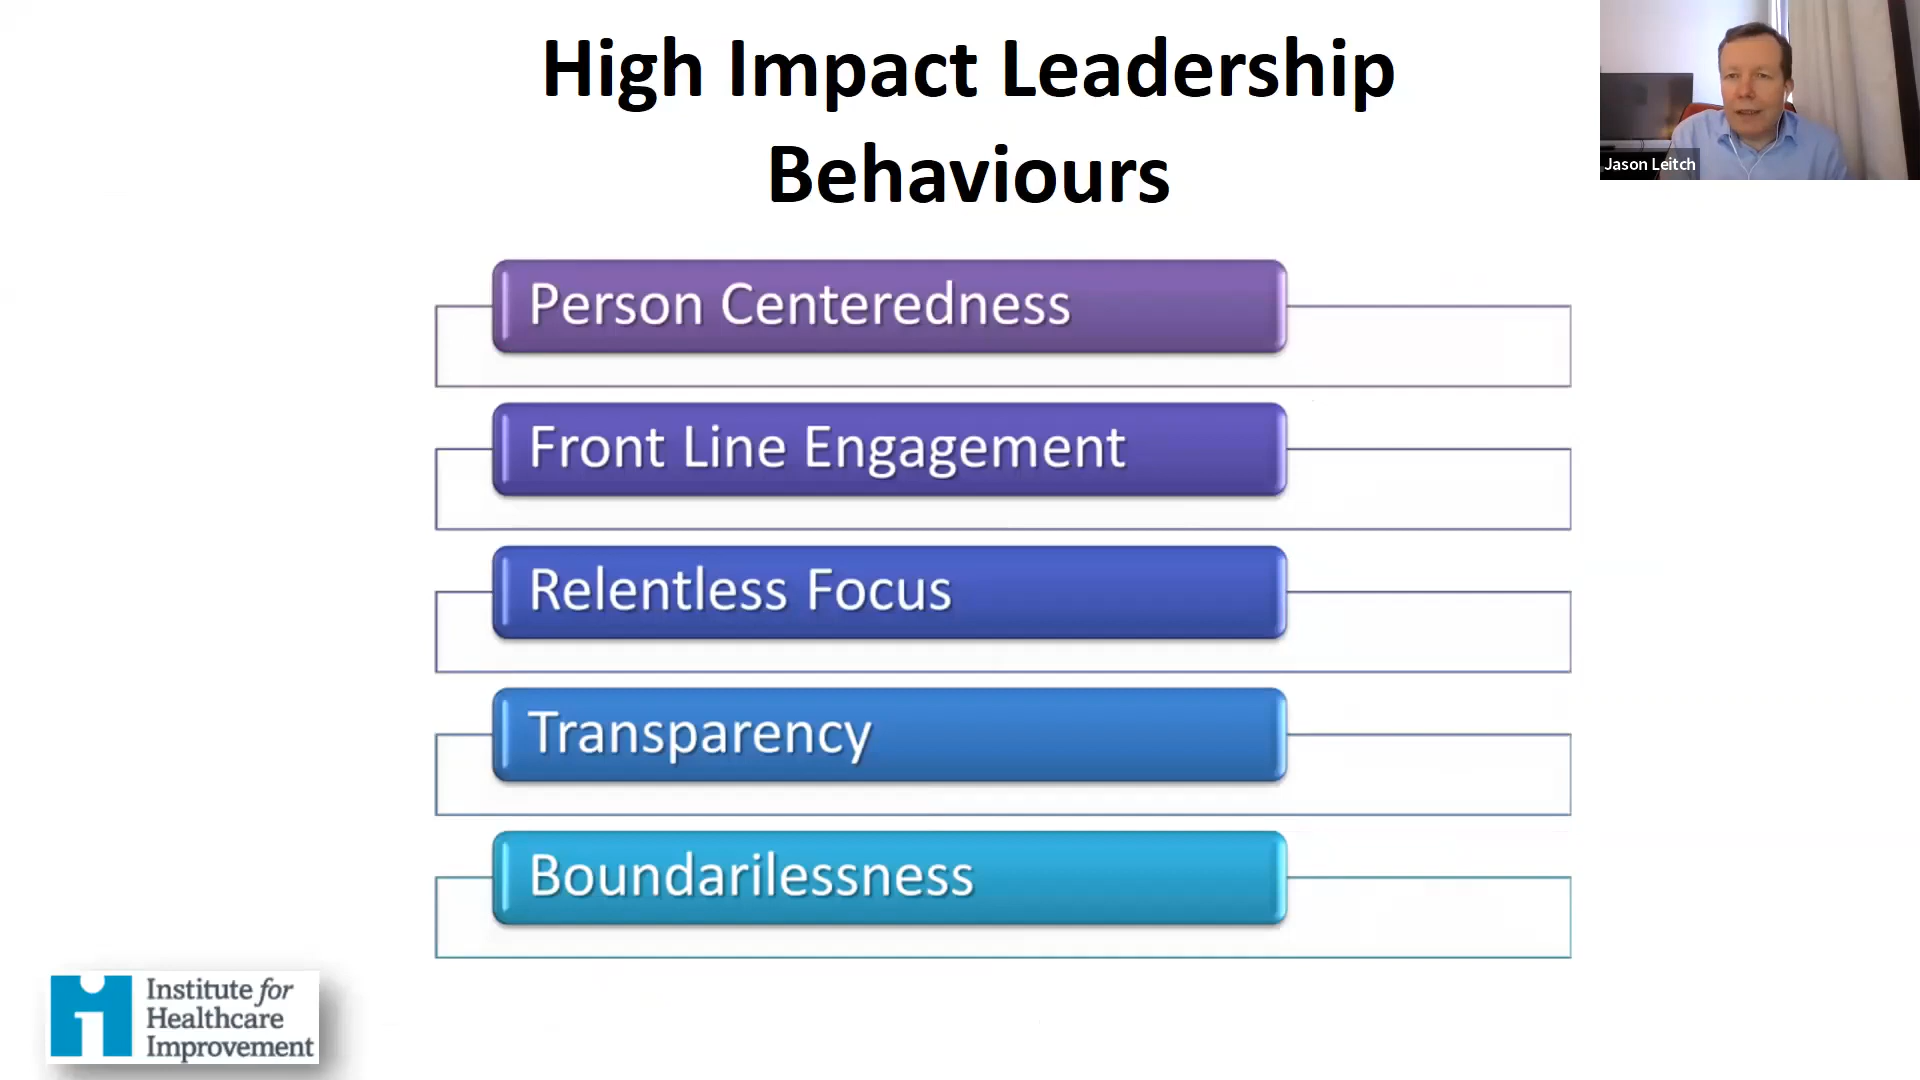 High Impact Leadership
Behaviours
Jason Leitch
Person Centeredness
Front Line Engagement
Relentless Focus
Transparency
Boundarilessness
Institute for
Healthcare
Improvement